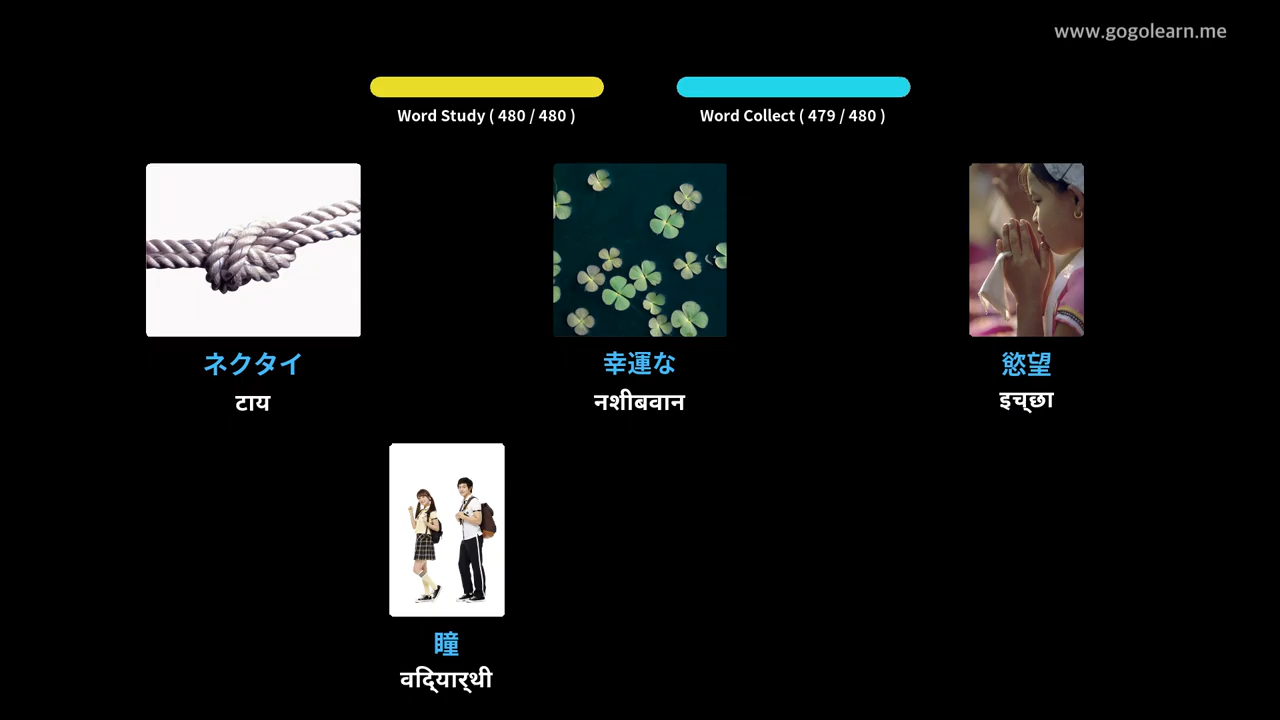 www.gogolearn.me
Word Study ( 480 / 480 )
Word Collect ( 479 / 480 )
ネクタイ
टाय
幸運な
नशीबवान
慾望
इच्छा
瞳
विद्यार्थी